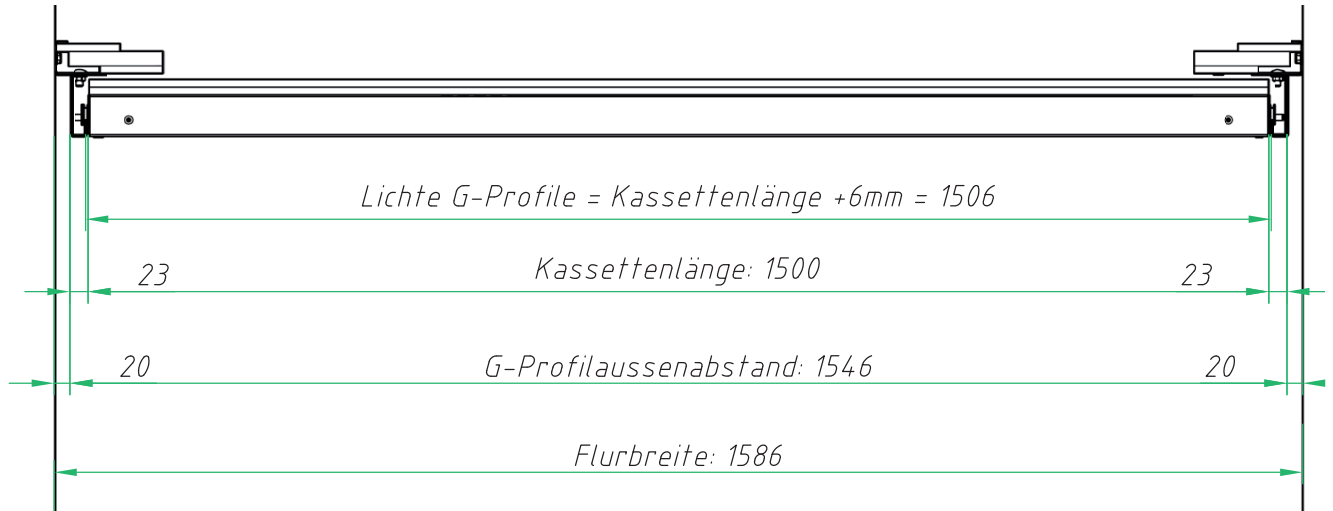 Lichte G-Profile = Kassettenlänge +6mm = 1506
23 Kassettenlänge: 1500 23
20 G-Profilaussenabstand: 1546 20
Flurbreite: 1586